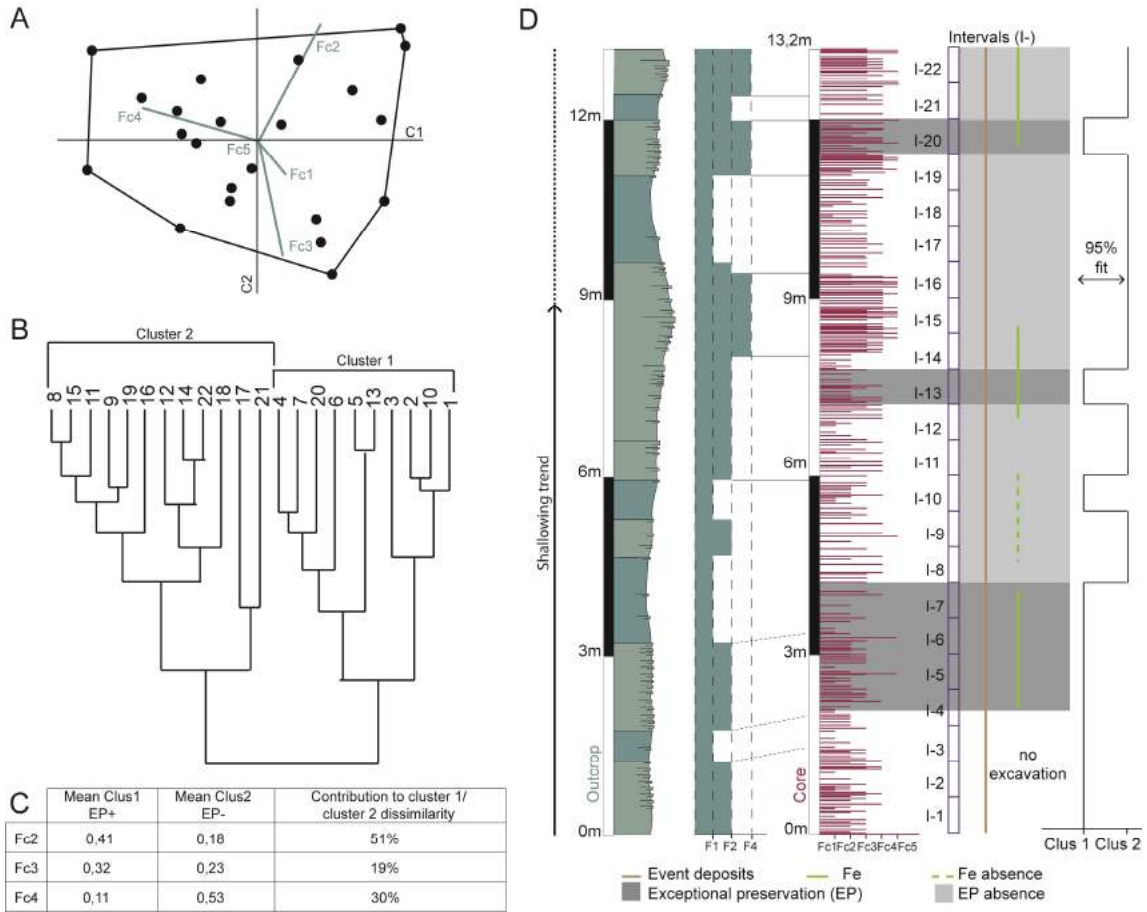 A
Fc2
Fc4
C1
Fc5
Fc1
Fc3
C2
B
Cluster 2
Cluster 1
8
15
11
9
19
16
12
14
22
18
17
21
4
7
20
6
5
13
3
2
10
1
C
Mean Clus1 EP+
Mean Clus2 EP-
Contribution to cluster 1/ cluster 2 dissimilarity
Fc2 0,41 0,18 51%
Fc3 0,32 0,23 19%
Fc4 0,11 0,53 30%
D
Shallowing trend
12m
9m
6m
3m
0m
Outcrop
F1 F2 F4
13,2m
9m
6m
3m
0m
Core
Fc1 Fc2 Fc3 Fc4 Fc5
Intervals (I-)
I-22
I-21
I-20
I-19
I-18
I-17
I-16
I-15
I-14
I-13
I-12
I-11
I-10
I-9
I-8
I-7
I-6
I-5
I-4
I-3
I-2
I-1
no
excavation
95%
fit
Clus 1 Clus 2
Event deposits Fe Fe absence
Exceptional preservation (EP) EP absence